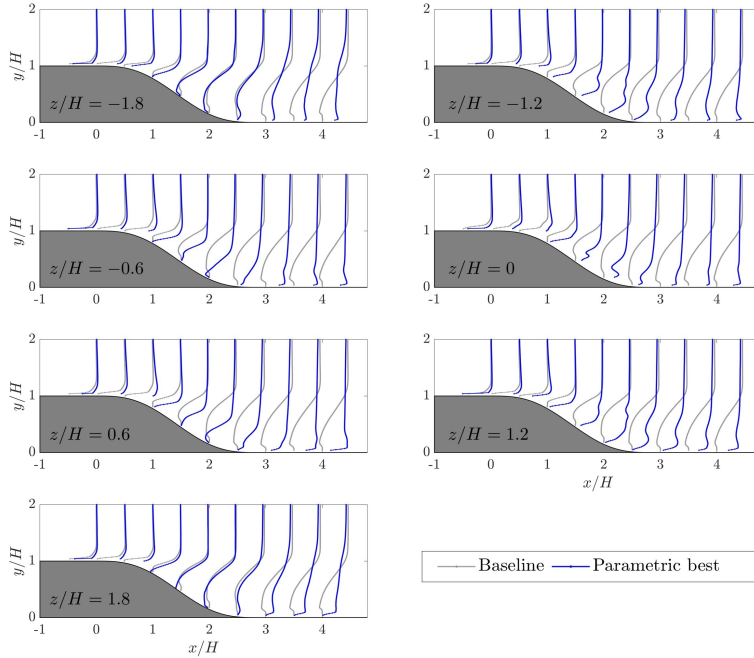 2
1
0
y/H
z/H = −1.8
-1 0 1 2 3 4
2
1
0
z/H = −1.2
-1 0 1 2 3 4
2
1
0
y/H
z/H = −0.6
-1 0 1 2 3 4
2
1
0
z/H = 0
-1 0 1 2 3 4
2
1
0
y/H
z/H = 0.6
-1 0 1 2 3 4
2
1
0
z/H = 1.2
-1 0 1 2 3 4
x/H
2
1
0
y/H
z/H = 1.8
-1 0 1 2 3 4
x/H
Baseline Parametric best